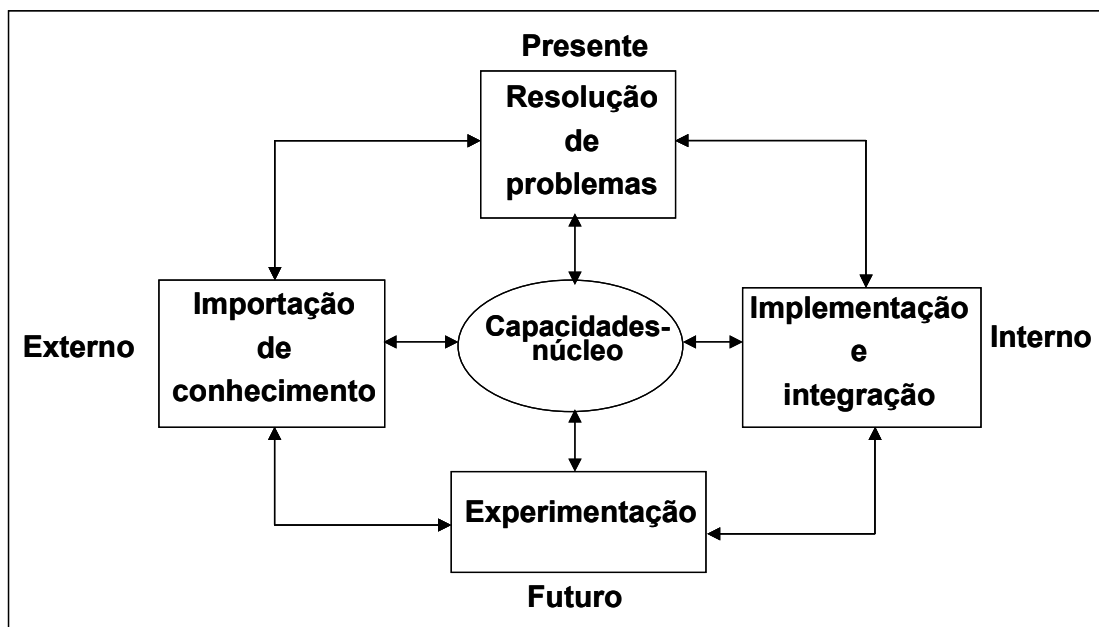 Presente
Resolução
de
problemas
Importação
de
conhecimento
Externo
Capacidades-
núcleo
Implementação
e
integração
Interno
Experimentação
Futuro